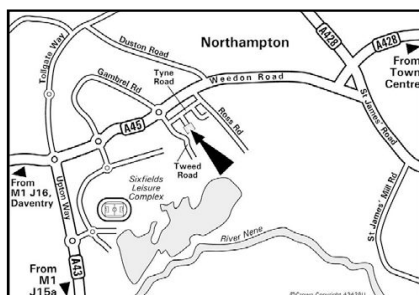 Tollgate Way
Duston Road
Northampton
A428
A428
From
Town
Centre
Gambrel Rd
Tyne
Road
Weedon Road
Ross Rd
St James' Road
A45
Tweed
Road
From
M1 J16,
Daventry
Upton Way
Sixfields
Leisure
Complex
St James' Mill Rd
River Nene
A43
From
M1
J15a